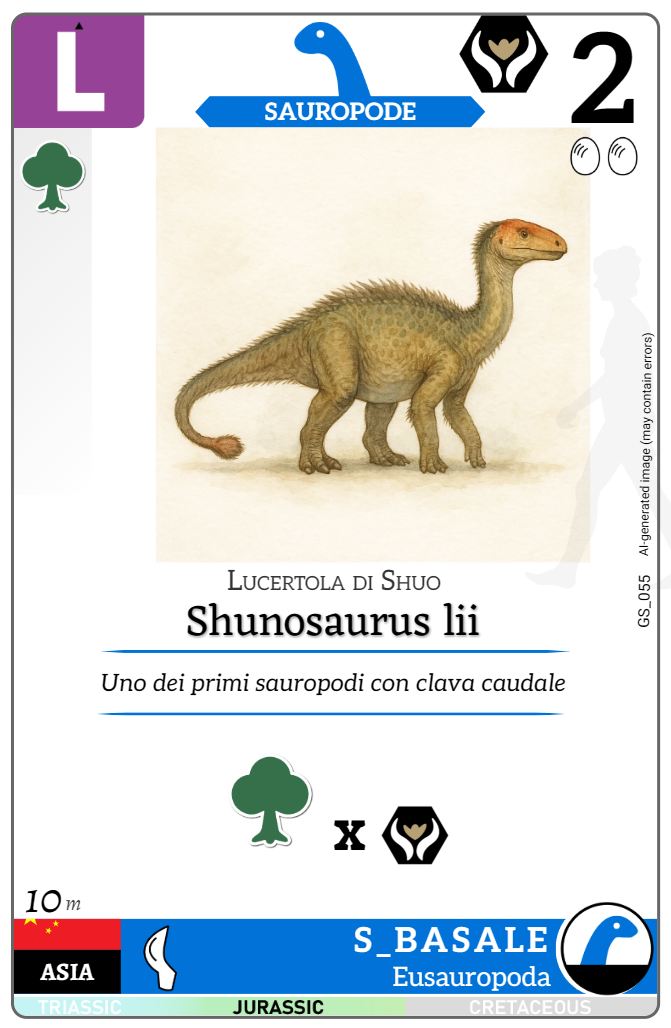 L
SAUROPODE
2
AI-generated image (may contain errors)
GS_055
Lucertola di Shuo
Shunosaurus lii
Uno dei primi sauropodi con clava caudale
x
10 m
ASIA
S_BASALE
Eusauropoda
TRIASSIC JURASSIC CRETACEOUS